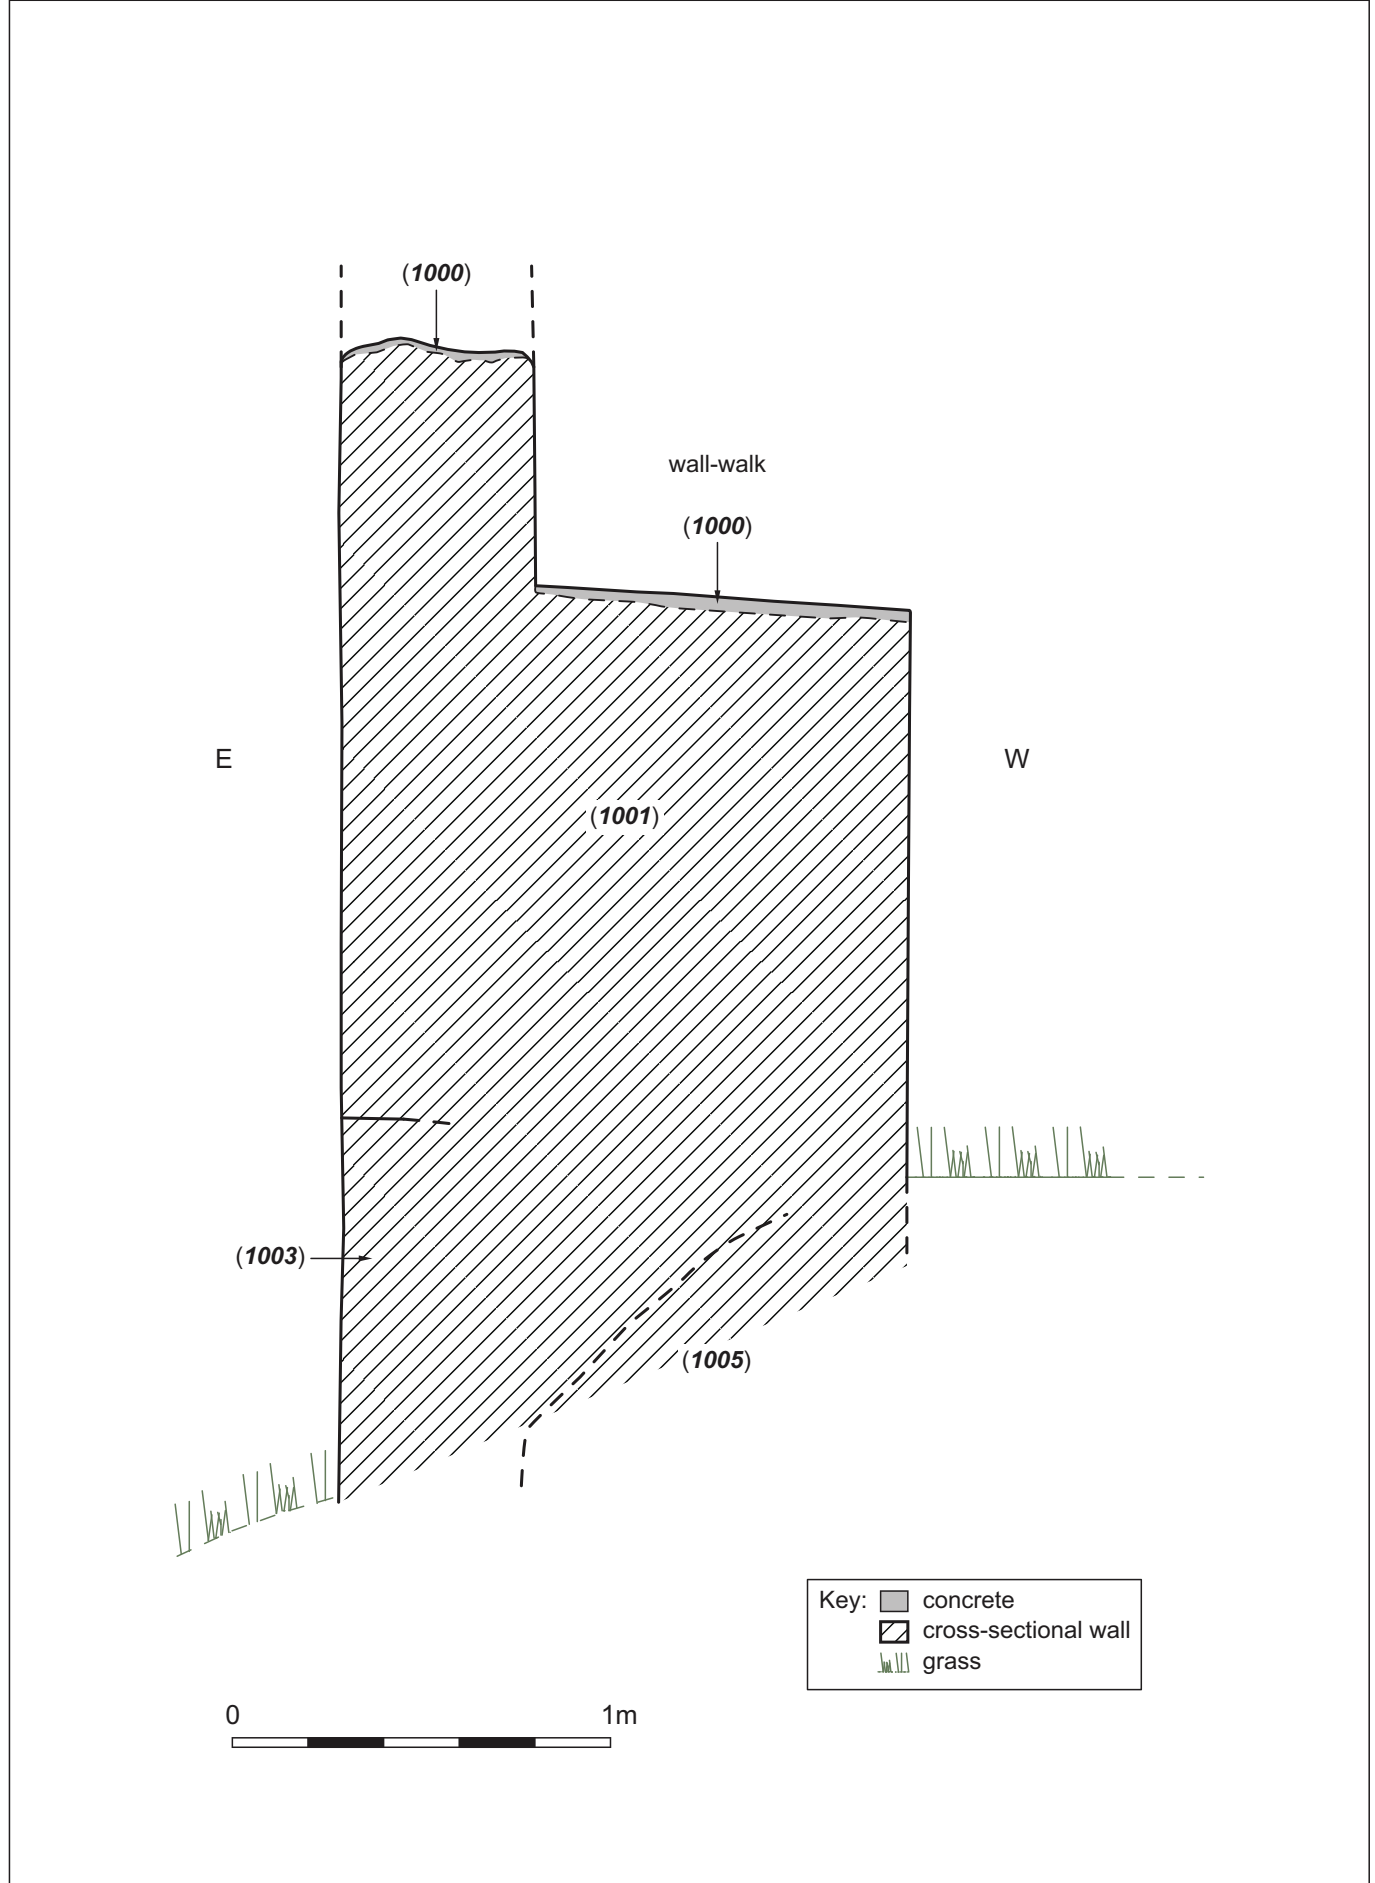 (1000)
wall-walk
(1000)
E
W
(1001)
(1003)
(1005)
Key: concrete
cross-sectional wall
grass
0 1m